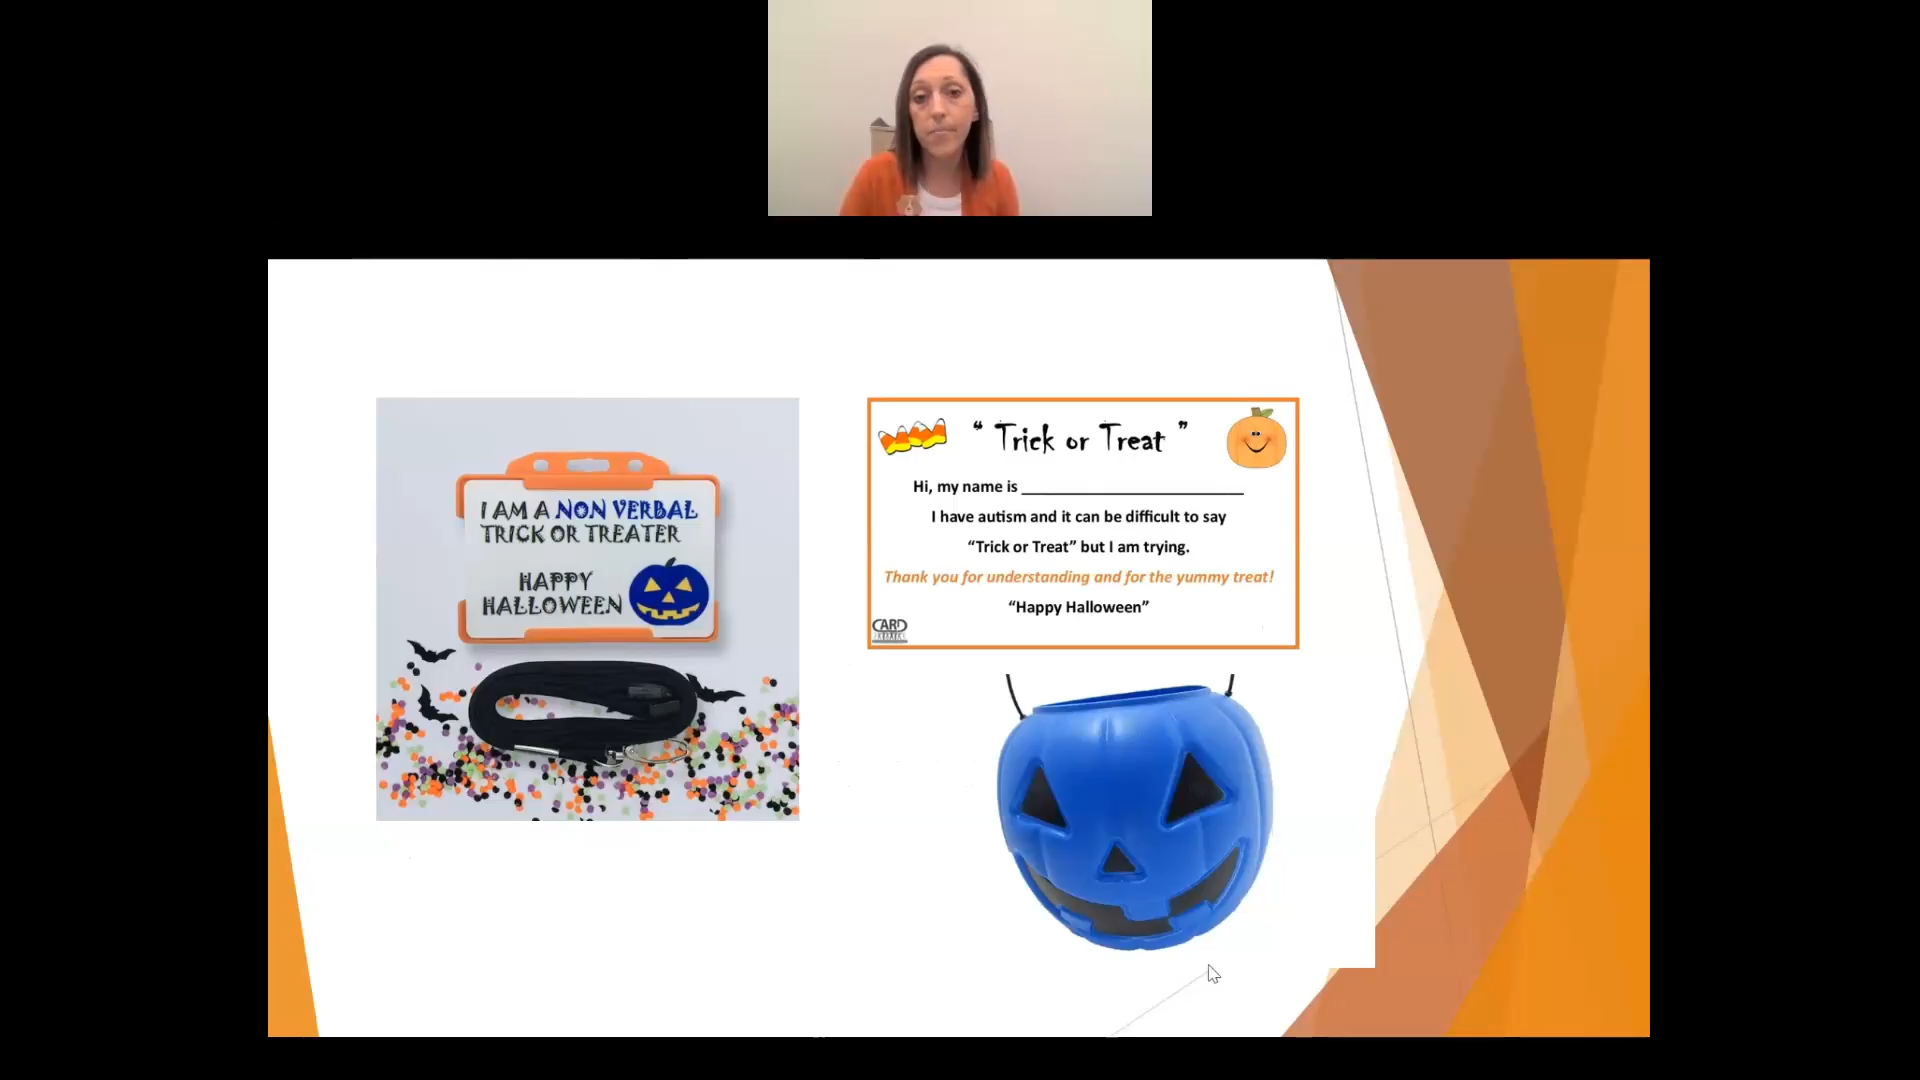 I AM A NON VERBAL
TRICK OR TREATER
HAPPY
HALLOWEEN
“ Trick or Treat ”
Hi, my name is
I have autism and it can be difficult to say
“Trick or Treat” but I am trying.
Thank you for understanding and for the yummy treat!
“Happy Halloween”
CARD